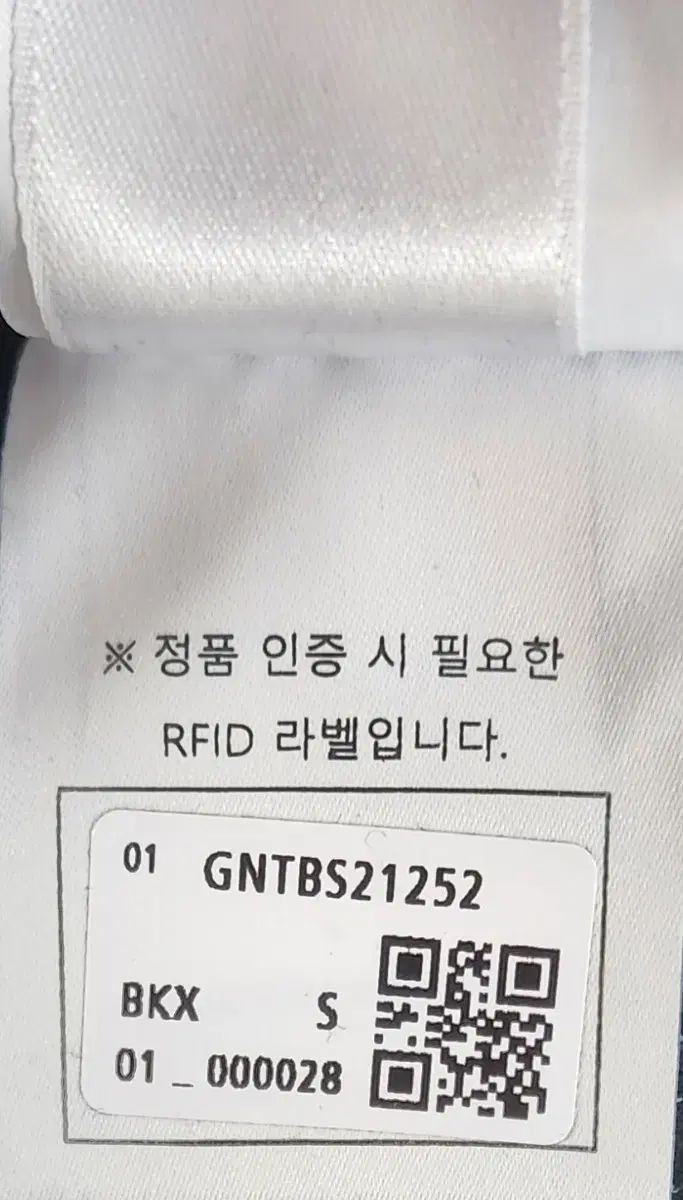 ※ 정품 인증 시 필요한
RFID 라벨입니다.
01 GNTBS21252
BKX S
01 _ 000028